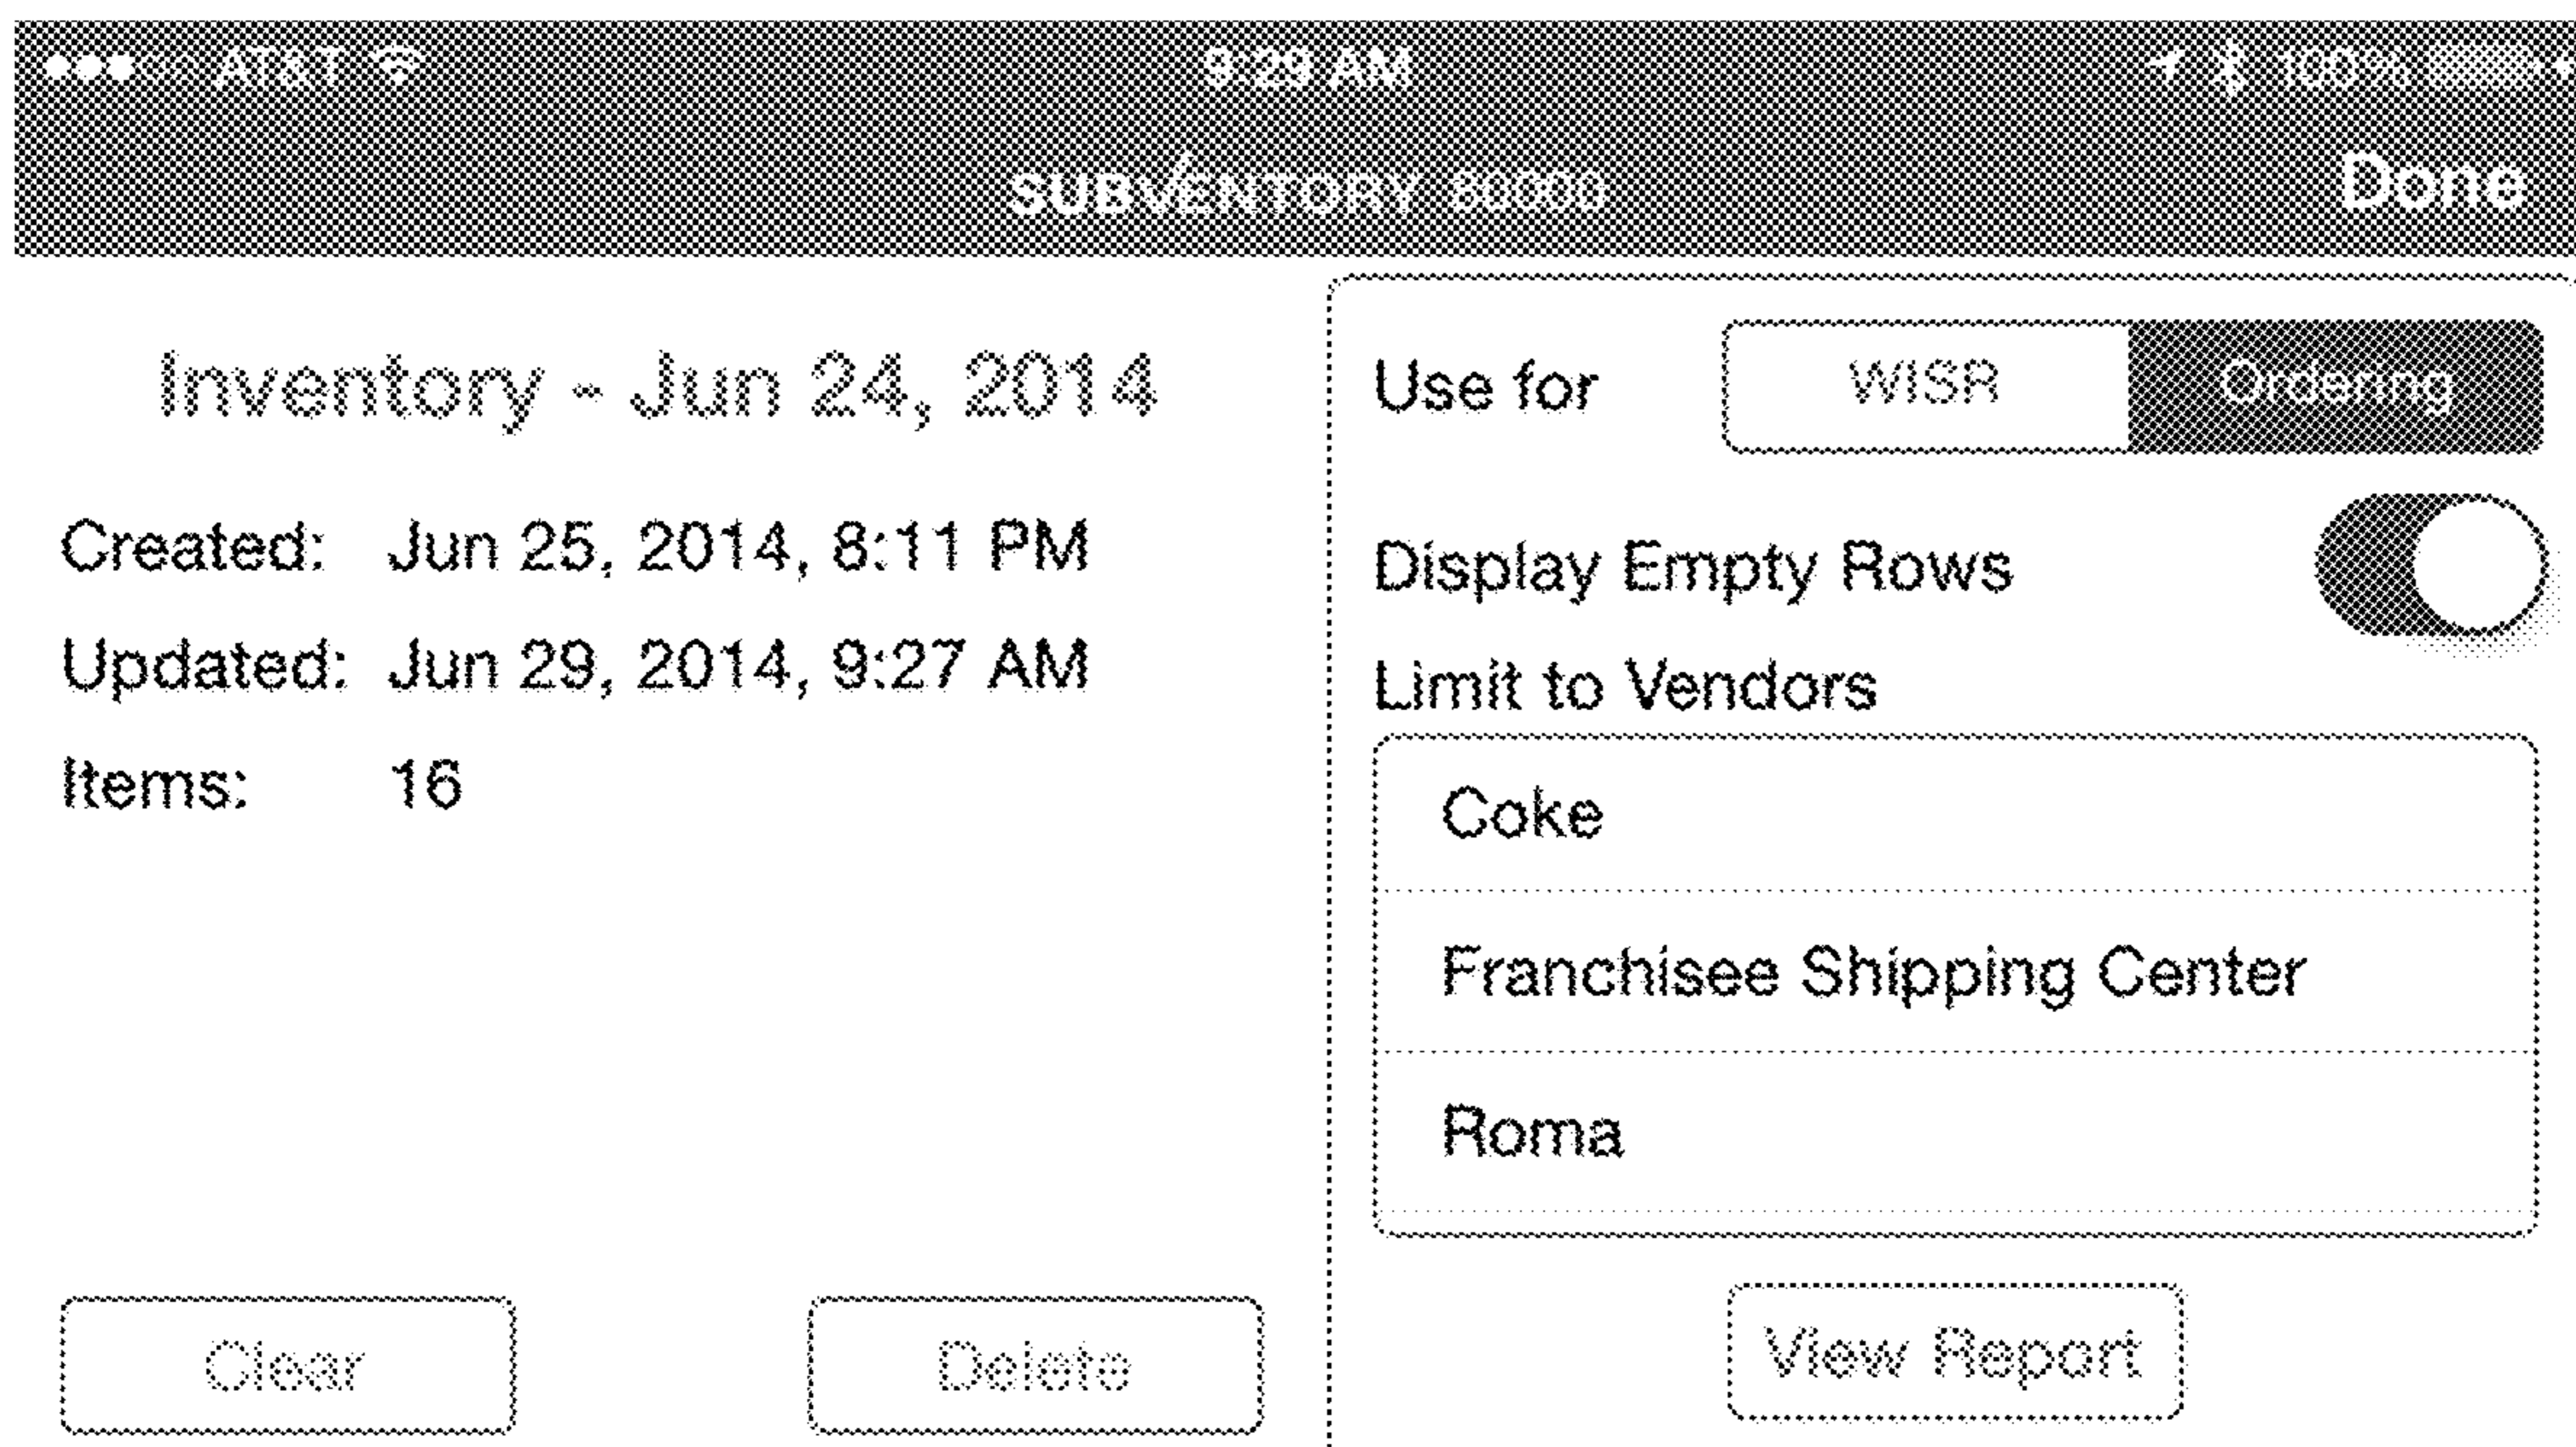 AT&T 9:29 AM 100%
SUBVENTORY 80000 Done
Inventory - Jun 24, 2014
Created: Jun 25, 2014, 8:11 PM
Updated: Jun 29, 2014, 9:27 AM
Items: 16
Clear Delete
Use for WISR Ordering
Display Empty Rows
Limit to Vendors
Coke
Franchisee Shipping Center
Roma
View Report